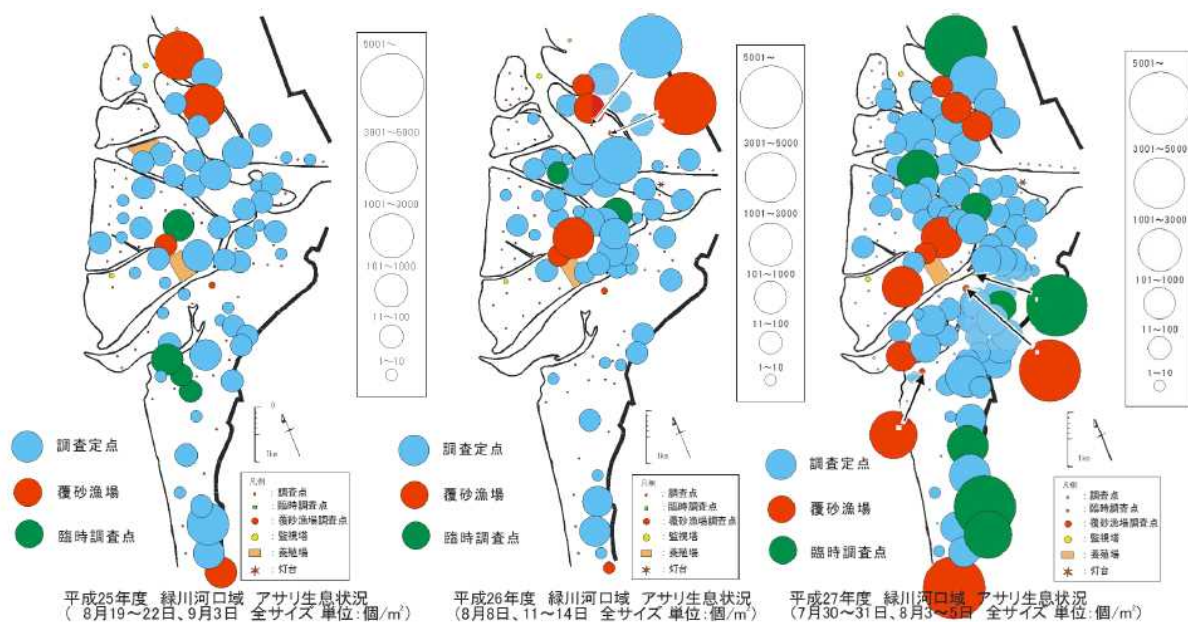 5001～
3001～5000
1001～3000
101～1000
11～100
1～10
調査定点
覆砂漁場
臨時調査点
0
1km
凡例
：調査点
：臨時調査点
：覆砂漁場調査点
：監視塔
：養殖場
：灯台
平成25年度 緑川河口域 アサリ生息状況
(8月19～22日、9月3日 全サイズ 単位：個/㎡)
5001～
3001～5000
1001～3000
101～1000
11～100
1～10
調査定点
覆砂漁場
臨時調査点
1km
凡例
：調査点
：臨時調査点
：覆砂漁場調査点
：監視塔
：養殖場
：灯台
平成26年度 緑川河口域 アサリ生息状況
(8月8日、11～14日 全サイズ 単位：個/㎡)
5001～
3001～5000
1001～3000
101～1000
11～100
1～10
調査定点
覆砂漁場
臨時調査点
1km
凡例
：調査点
：臨時調査点
：覆砂漁場調査点
：監視塔
：養殖場
：灯台
平成27年度 緑川河口域 アサリ生息状況
(7月30～31日、8月3～5日 全サイズ 単位：個/㎡)